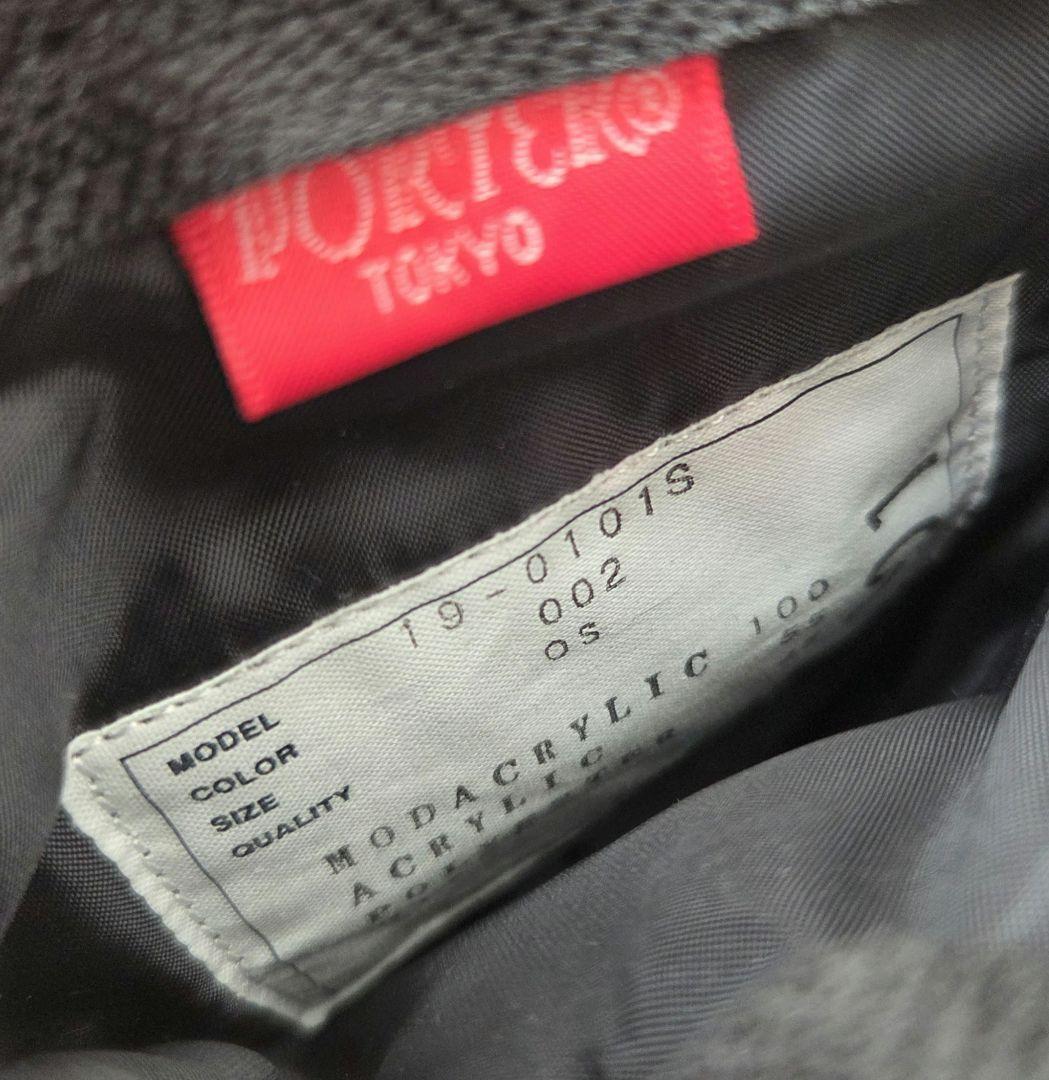 PORTER®
TOKYO
MODEL 19-0101S
COLOR 002
SIZE OS
QUALITY
MODACRYLIC 100
ACRYLIC